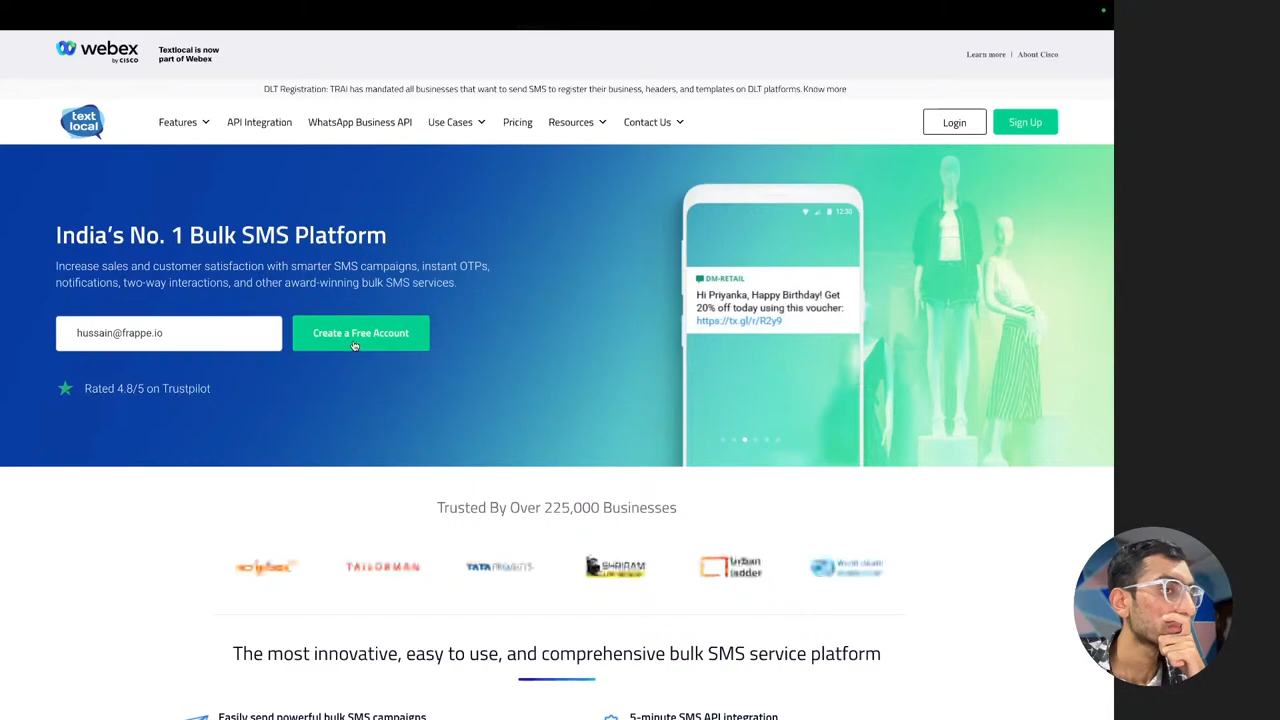 webex
by CISCO
Textlocal is now
part of Webex
Learn more | About Cisco
DLT Registration: TRAI has mandated all businesses that want to send SMS to register their business, headers, and templates on DLT platforms. Know more
text
local
Features
API Integration
WhatsApp Business API
Use Cases
Pricing
Resources
Contact Us
Login
Sign Up
India's No. 1 Bulk SMS Platform
Increase sales and customer satisfaction with smarter SMS campaigns, instant OTPs,
notifications, two-way interactions, and other award-winning bulk SMS services.
hussain@frappe.io
Create a Free Account
Rated 4.8/5 on Trustpilot
12:30
DM-RETAIL
Hi Priyanka, Happy Birthday! Get
20% off today using this voucher:
https://tx.gl/r/R2y9
Trusted By Over 225,000 Businesses
TAILORMAN
TATA PROJECTS
SHRIRAM
urban
ladder
The most innovative, easy to use, and comprehensive bulk SMS service platform
Easily send powerful bulk SMS campaigns
5-minute SMS API integration